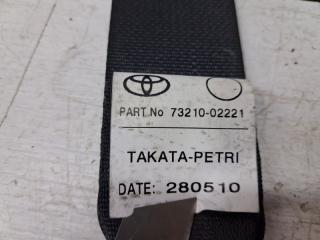 PART No 73210-02221
TAKATA-PETRI
DATE: 280510